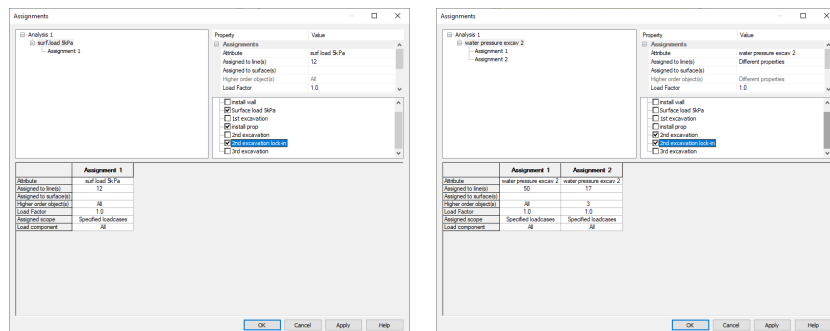 Assignments
Analysis 1
surf.load 5kPa
Assignment 1
Property Value
Assignments
Attribute surf.load 5kPa
Assigned to line(s) 12
Assigned to surface(s)
Higher order object(s) All
Load Factor 1.0
install wall
Surface load 5kPa
1st excavation
install prop
2nd excavation
2nd excavation lock-in
3rd excavation
Assignment 1
Attribute surf.load 5kPa
Assigned to line(s) 12
Assigned to surface(s)
Higher order object(s) All
Load Factor 1.0
Assigned scope Specified loadcases
Load component All
OK Cancel Apply Help
Assignments
Analysis 1
water pressure excav 2
Assignment 1
Assignment 2
Property Value
Assignments
Attribute water pressure excav 2
Assigned to line(s) Different properties
Assigned to surface(s)
Higher order object(s) Different properties
Load Factor 1.0
install wall
Surface load 5kPa
1st excavation
install prop
2nd excavation
2nd excavation lock-in
3rd excavation
Assignment 1 Assignment 2
Attribute water pressure excav 2 water pressure excav 2
Assigned to line(s) 50 17
Assigned to surface(s)
Higher order object(s) All 3
Load Factor 1.0 1.0
Assigned scope Specified loadcases Specified loadcases
Load component All All
OK Cancel Apply Help